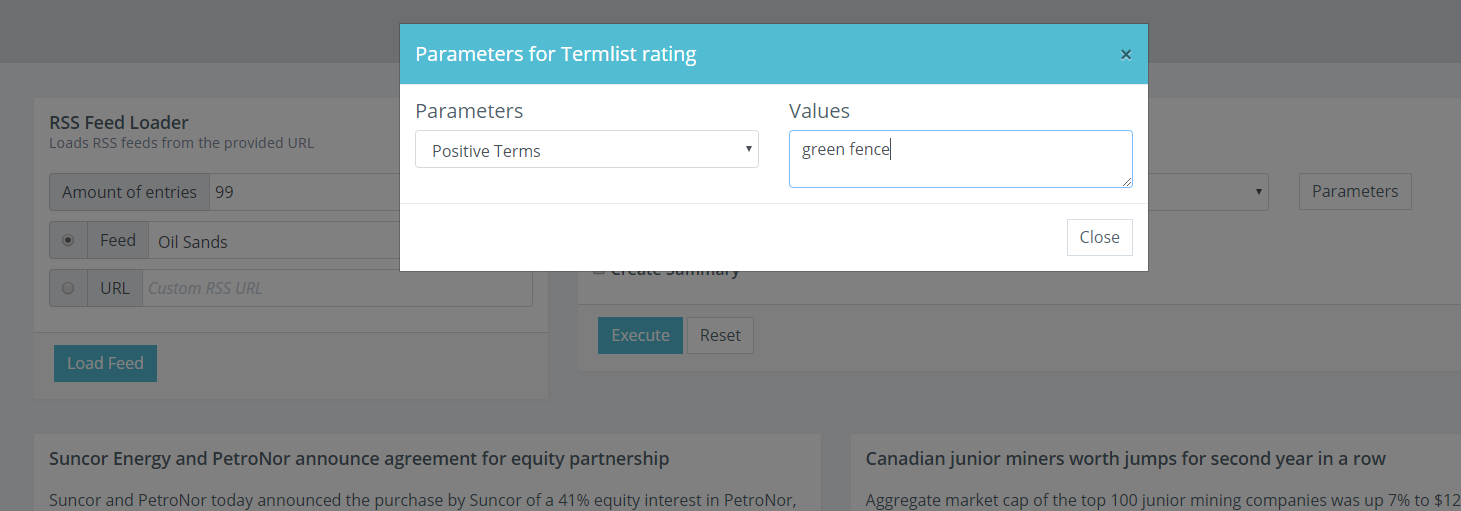 Parameters for Termlist rating ×
Parameters Values
Positive Terms green fence
Close
RSS Feed Loader
Loads RSS feeds from the provided URL
Amount of entries 99
Feed Oil Sands
URL Custom RSS URL
Load Feed
Parameters
Create Summary
Execute Reset
Suncor Energy and PetroNor announce agreement for equity partnership
Suncor and PetroNor today announced the purchase by Suncor of a 41% equity interest in PetroNor,
Canadian junior miners worth jumps for second year in a row
Aggregate market cap of the top 100 junior mining companies was up 7% to $12